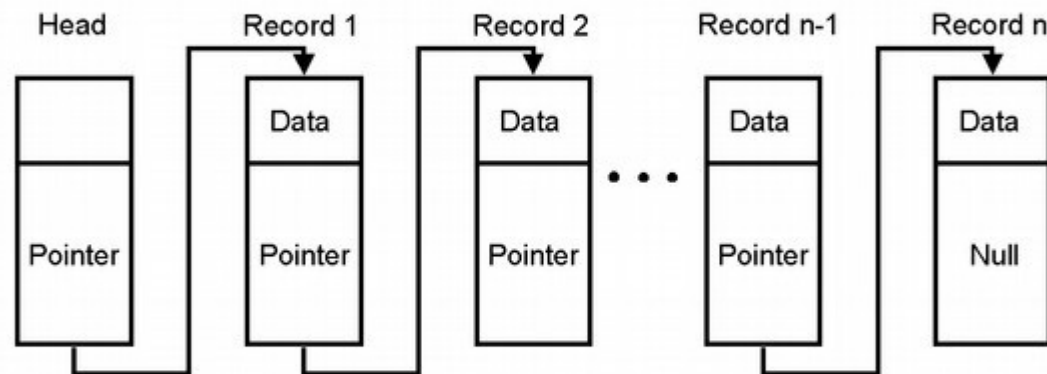 Head Record 1 Record 2 Record n-1 Record n
Data Data Data Data
Pointer Pointer Pointer Pointer Null